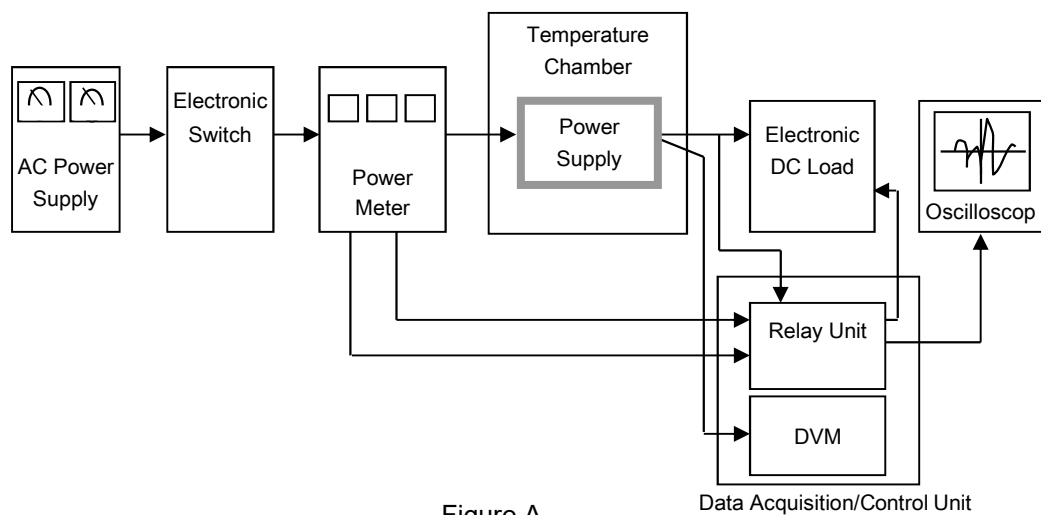 Temperature
Chamber
AC Power
Supply
Electronic
Switch
Power
Meter
Power
Supply
Electronic
DC Load
Oscilloscop
Relay Unit
DVM
Data Acquisition/Control Unit
Figure A